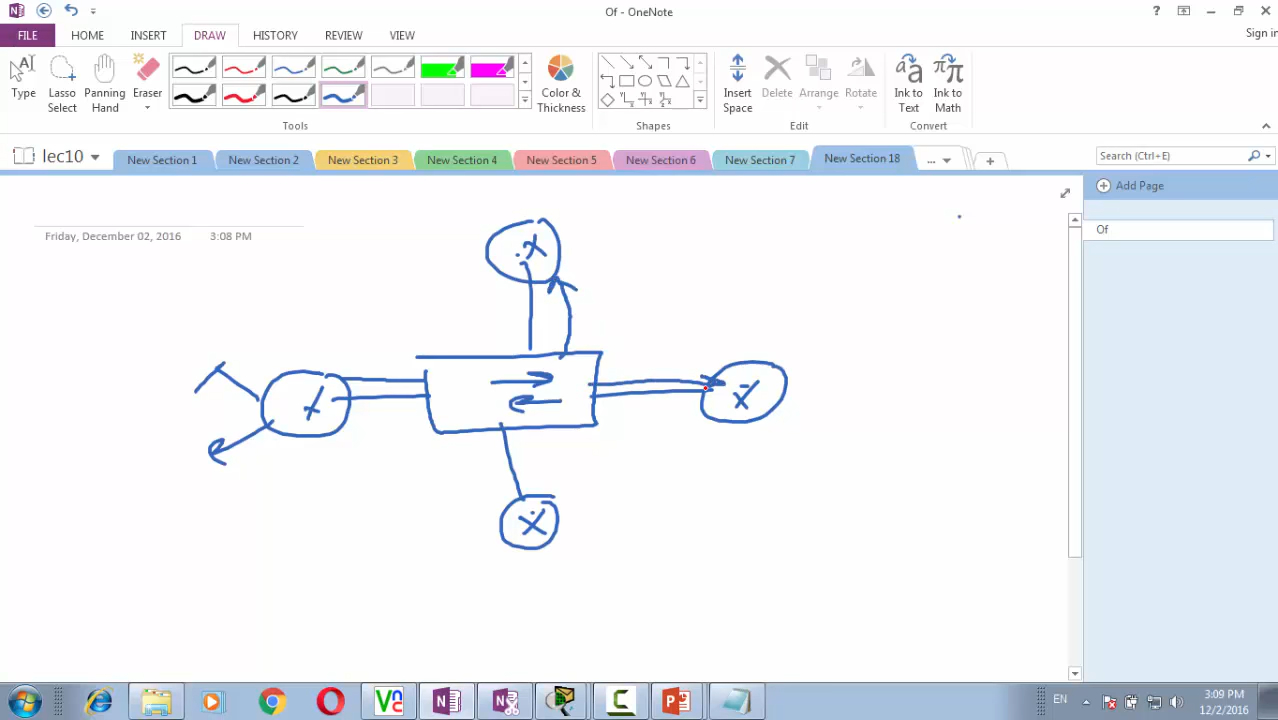 Of - OneNote
FILE HOME INSERT DRAW HISTORY REVIEW VIEW
Sign in
Type
Lasso Select
Panning Hand
Eraser
Color & Thickness
Insert Space
Delete
Arrange
Rotate
Ink to Text
Ink to Math
Tools
Shapes
Edit
Convert
lec10
New Section 1
New Section 2
New Section 3
New Section 4
New Section 5
New Section 6
New Section 7
New Section 18
...
Search (Ctrl+E)
Add Page
Of
Friday, December 02, 2016 3:08 PM
EN
3:09 PM
12/2/2016